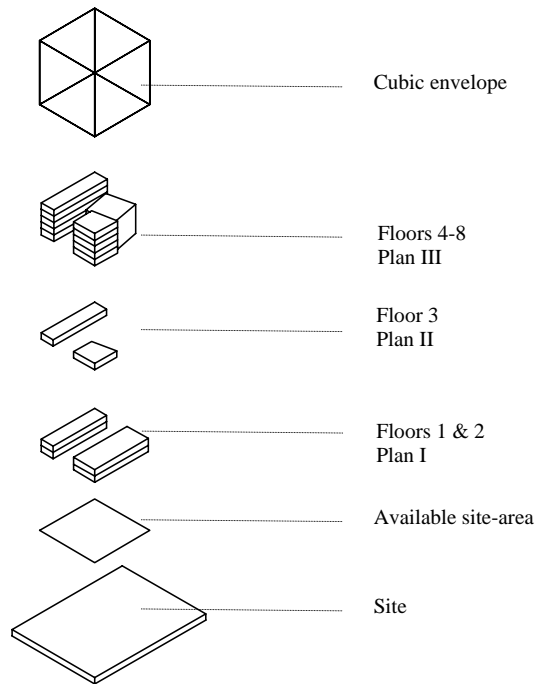 Cubic envelope
Floors 4-8
Plan III
Floor 3
Plan II
Floors 1 & 2
Plan I
Available site-area
Site